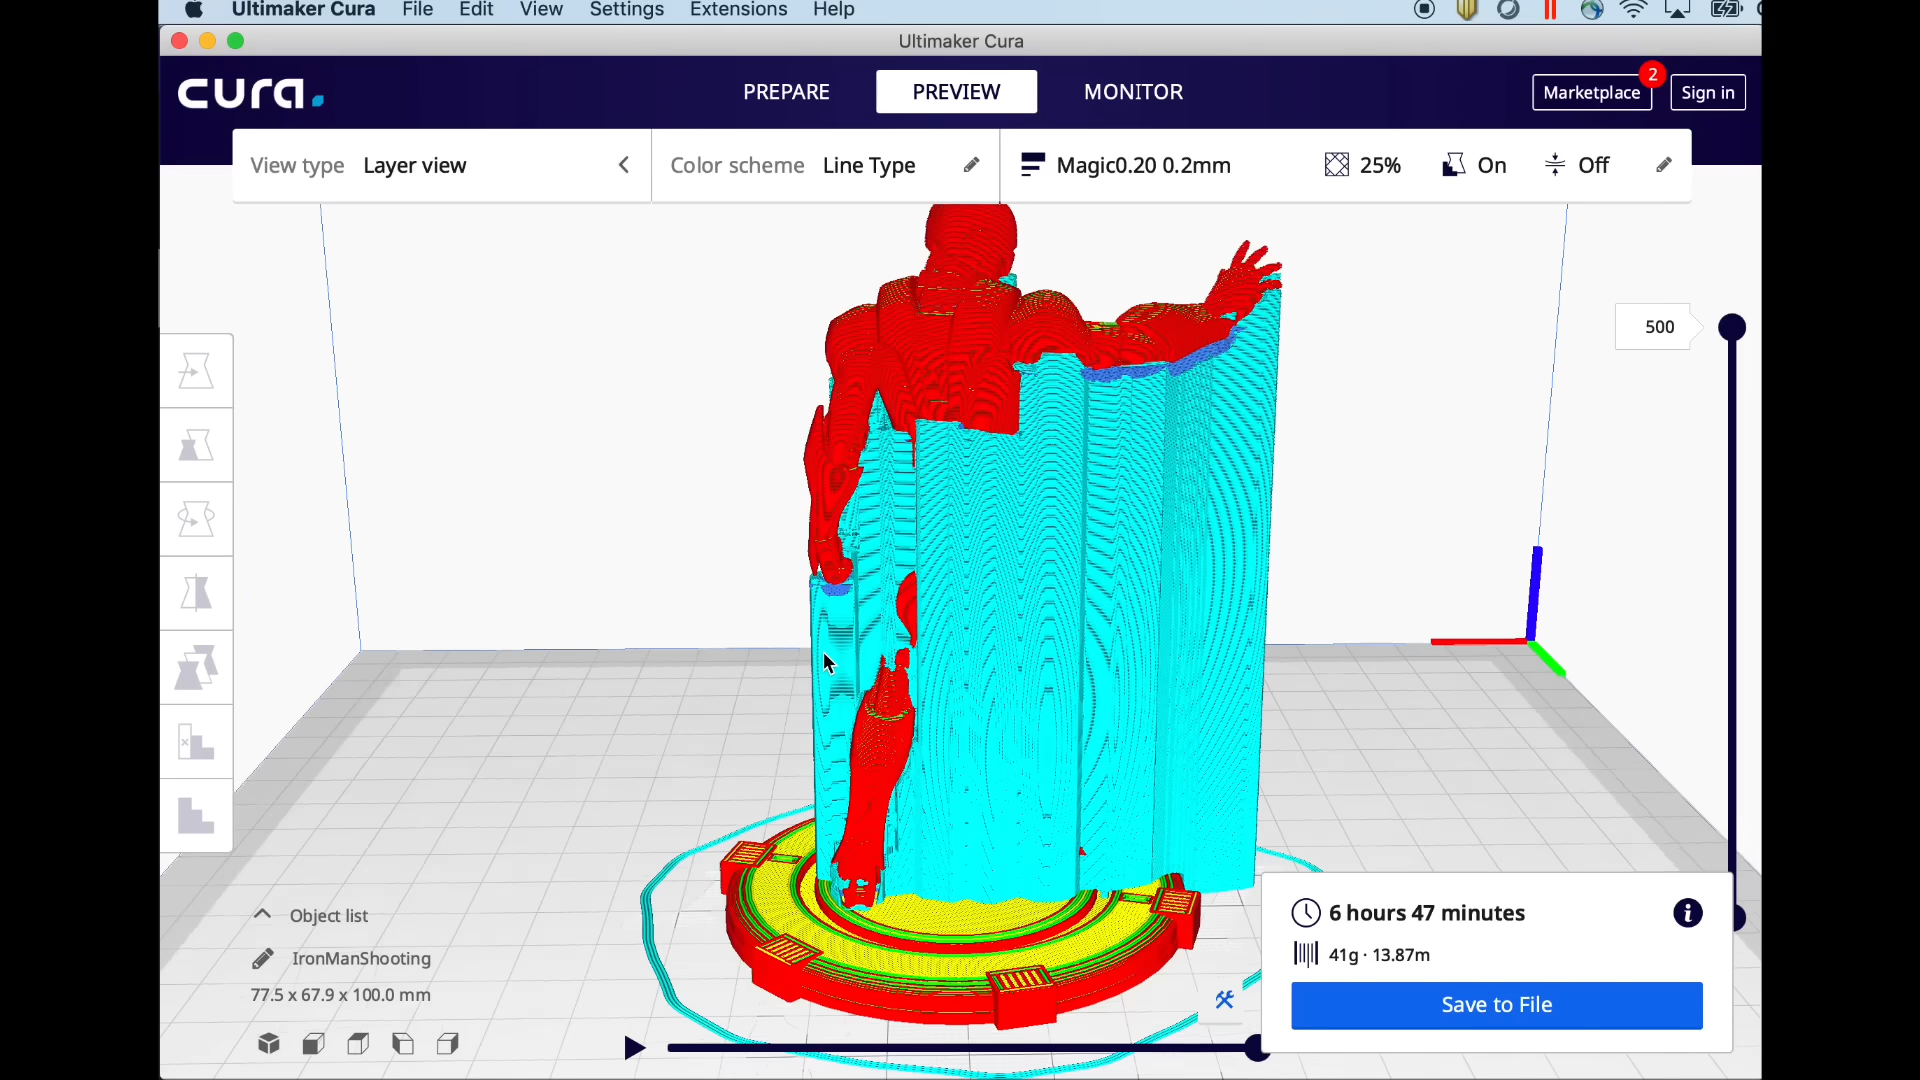 Ultimaker Cura File Edit View Settings Extensions Help
Ultimaker Cura
cura.
PREPARE PREVIEW MONITOR
Marketplace 2 Sign in
View type Layer view
Color scheme Line Type
Magic0.20 0.2mm 25% On Off
500
Object list
IronManShooting
77.5 x 67.9 x 100.0 mm
6 hours 47 minutes
41g · 13.87m
Save to File